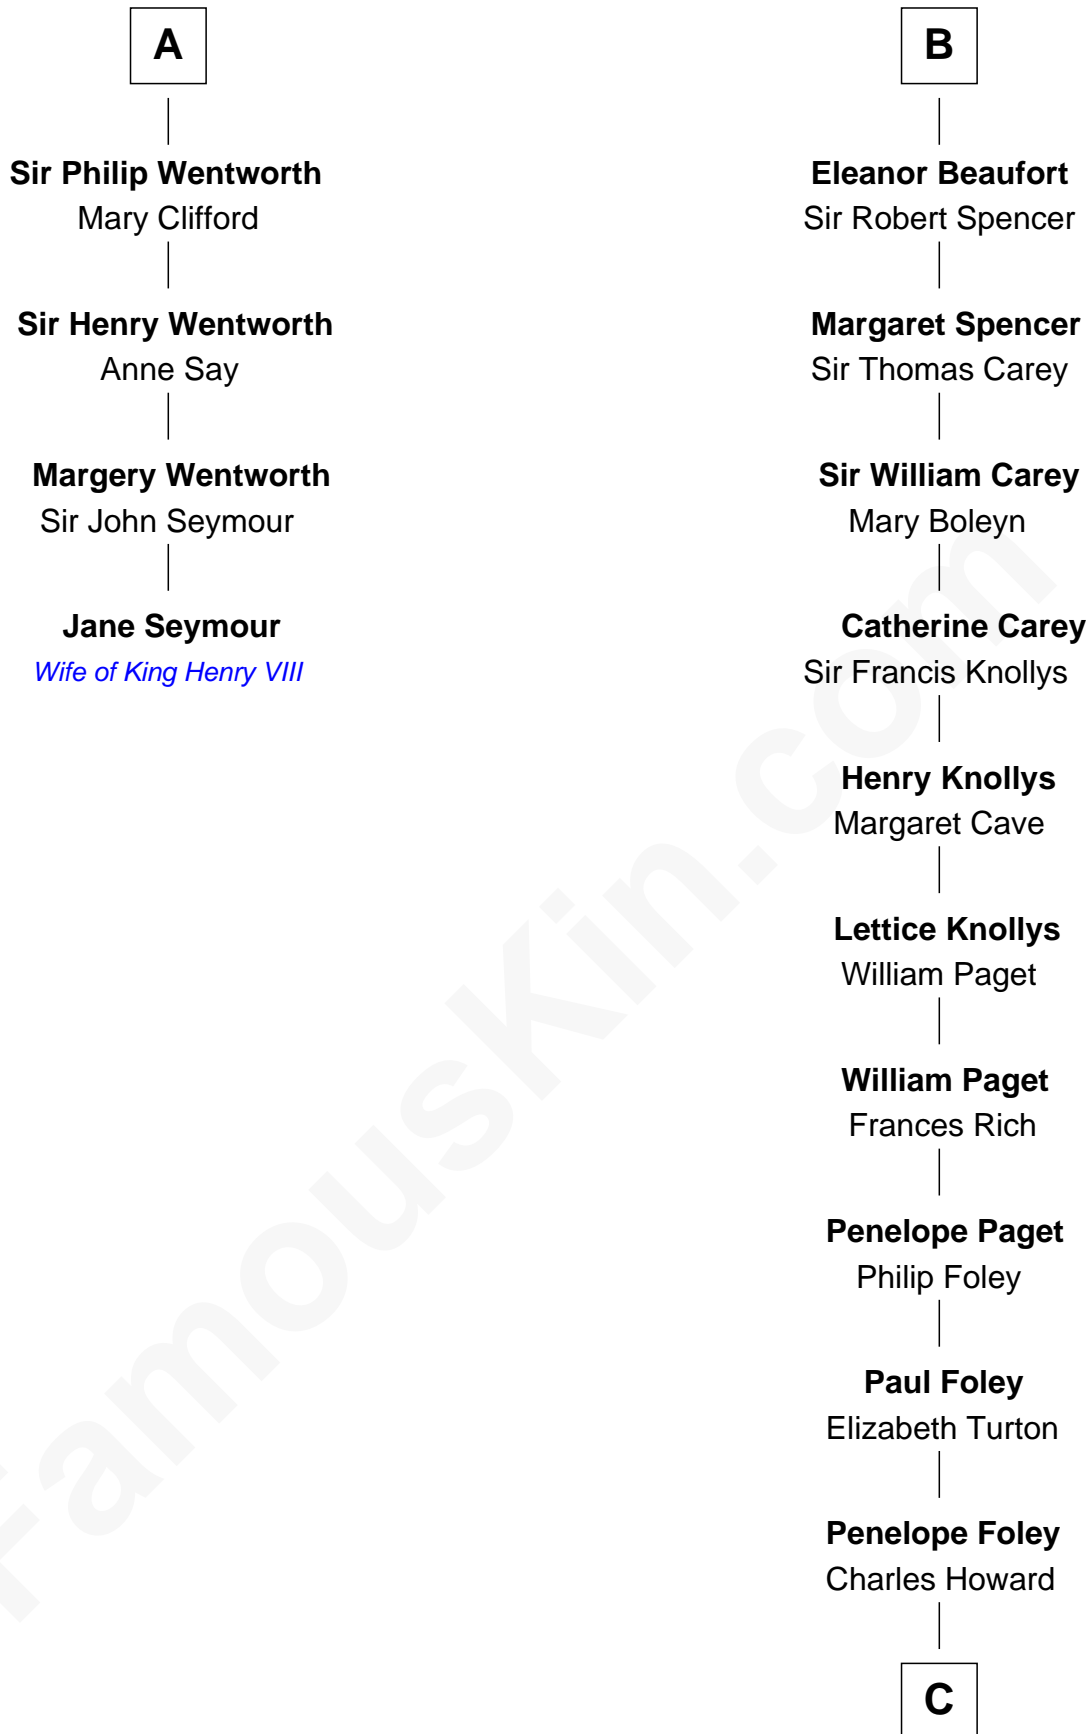 A
Sir Philip Wentworth
Mary Clifford
Sir Henry Wentworth
Anne Say
Margery Wentworth
Sir John Seymour
Jane Seymour
Wife of King Henry VIII
B
Eleanor Beaufort
Sir Robert Spencer
Margaret Spencer
Sir Thomas Carey
Sir William Carey
Mary Boleyn
Catherine Carey
Sir Francis Knollys
Henry Knollys
Margaret Cave
Lettice Knollys
William Paget
William Paget
Frances Rich
Penelope Paget
Philip Foley
Paul Foley
Elizabeth Turton
Penelope Foley
Charles Howard
C
FamousKin.com